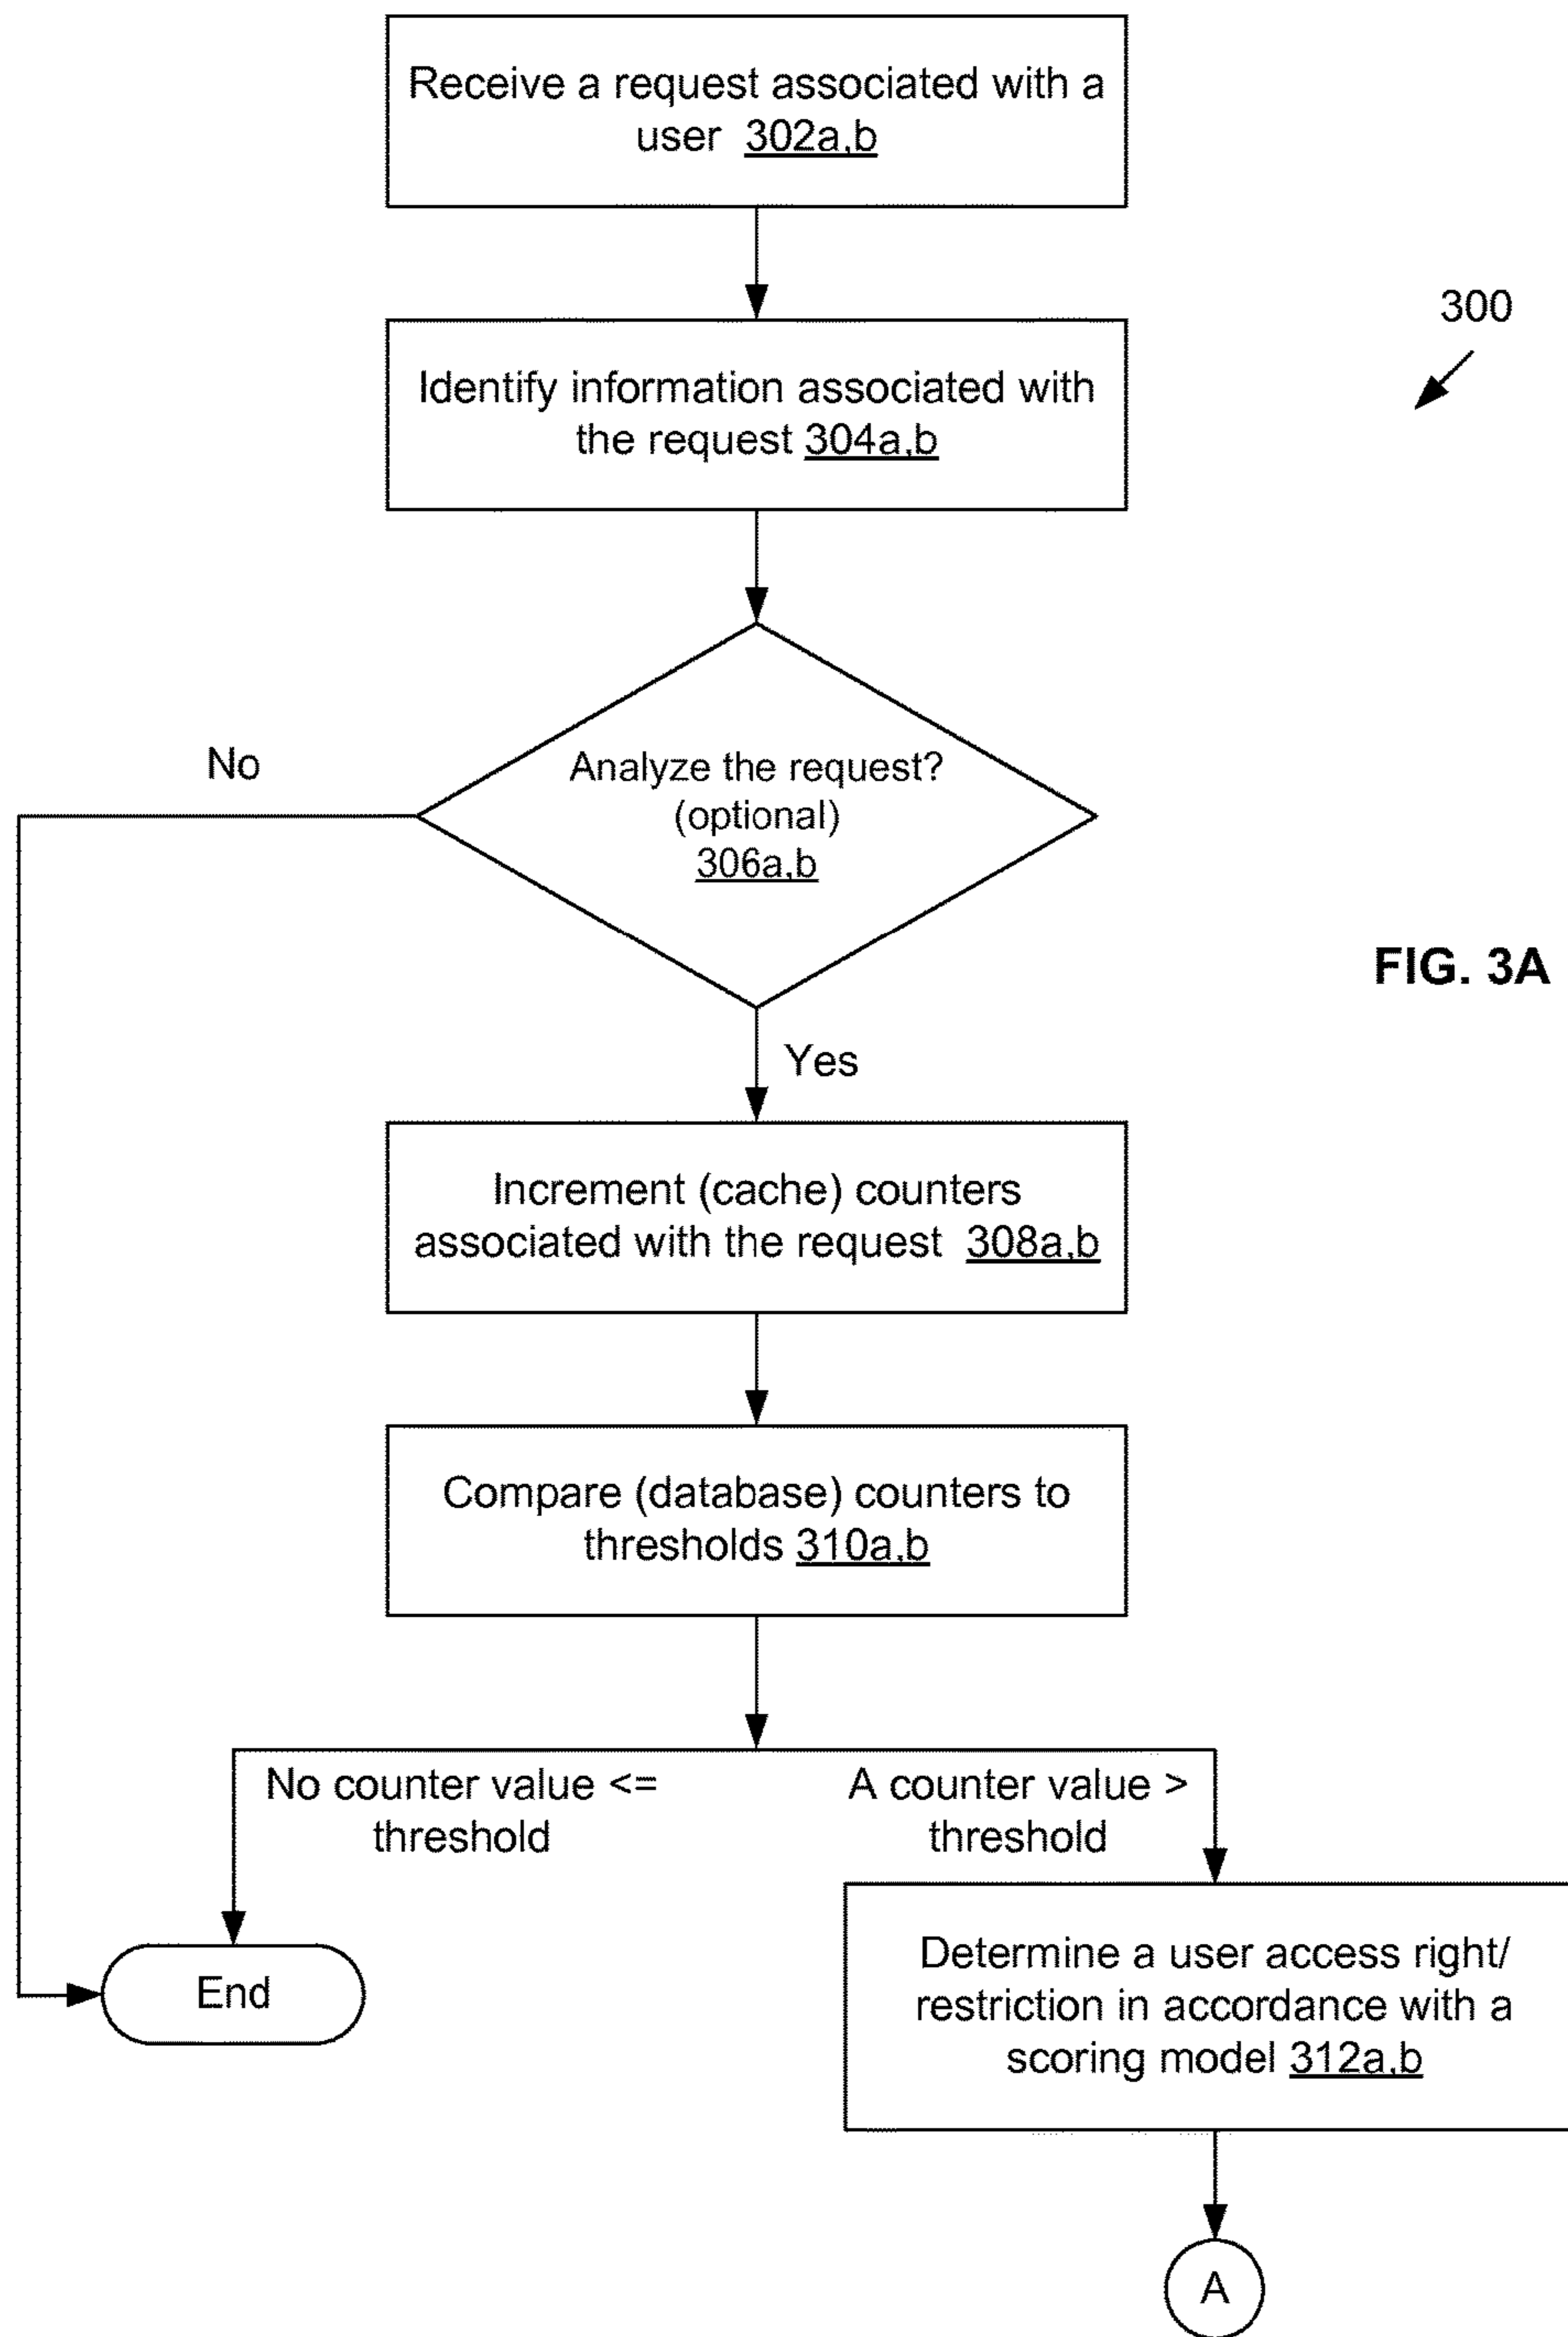 Receive a request associated with a
user 302a,b
300
Identify information associated with
the request 304a,b
No
Analyze the request?
(optional)
306a,b
FIG. 3A
Yes
Increment (cache) counters
associated with the request 308a,b
Compare (database) counters to
thresholds 310a,b
No counter value <=
threshold
A counter value >
threshold
End
Determine a user access right/
restriction in accordance with a
scoring model 312a,b
A